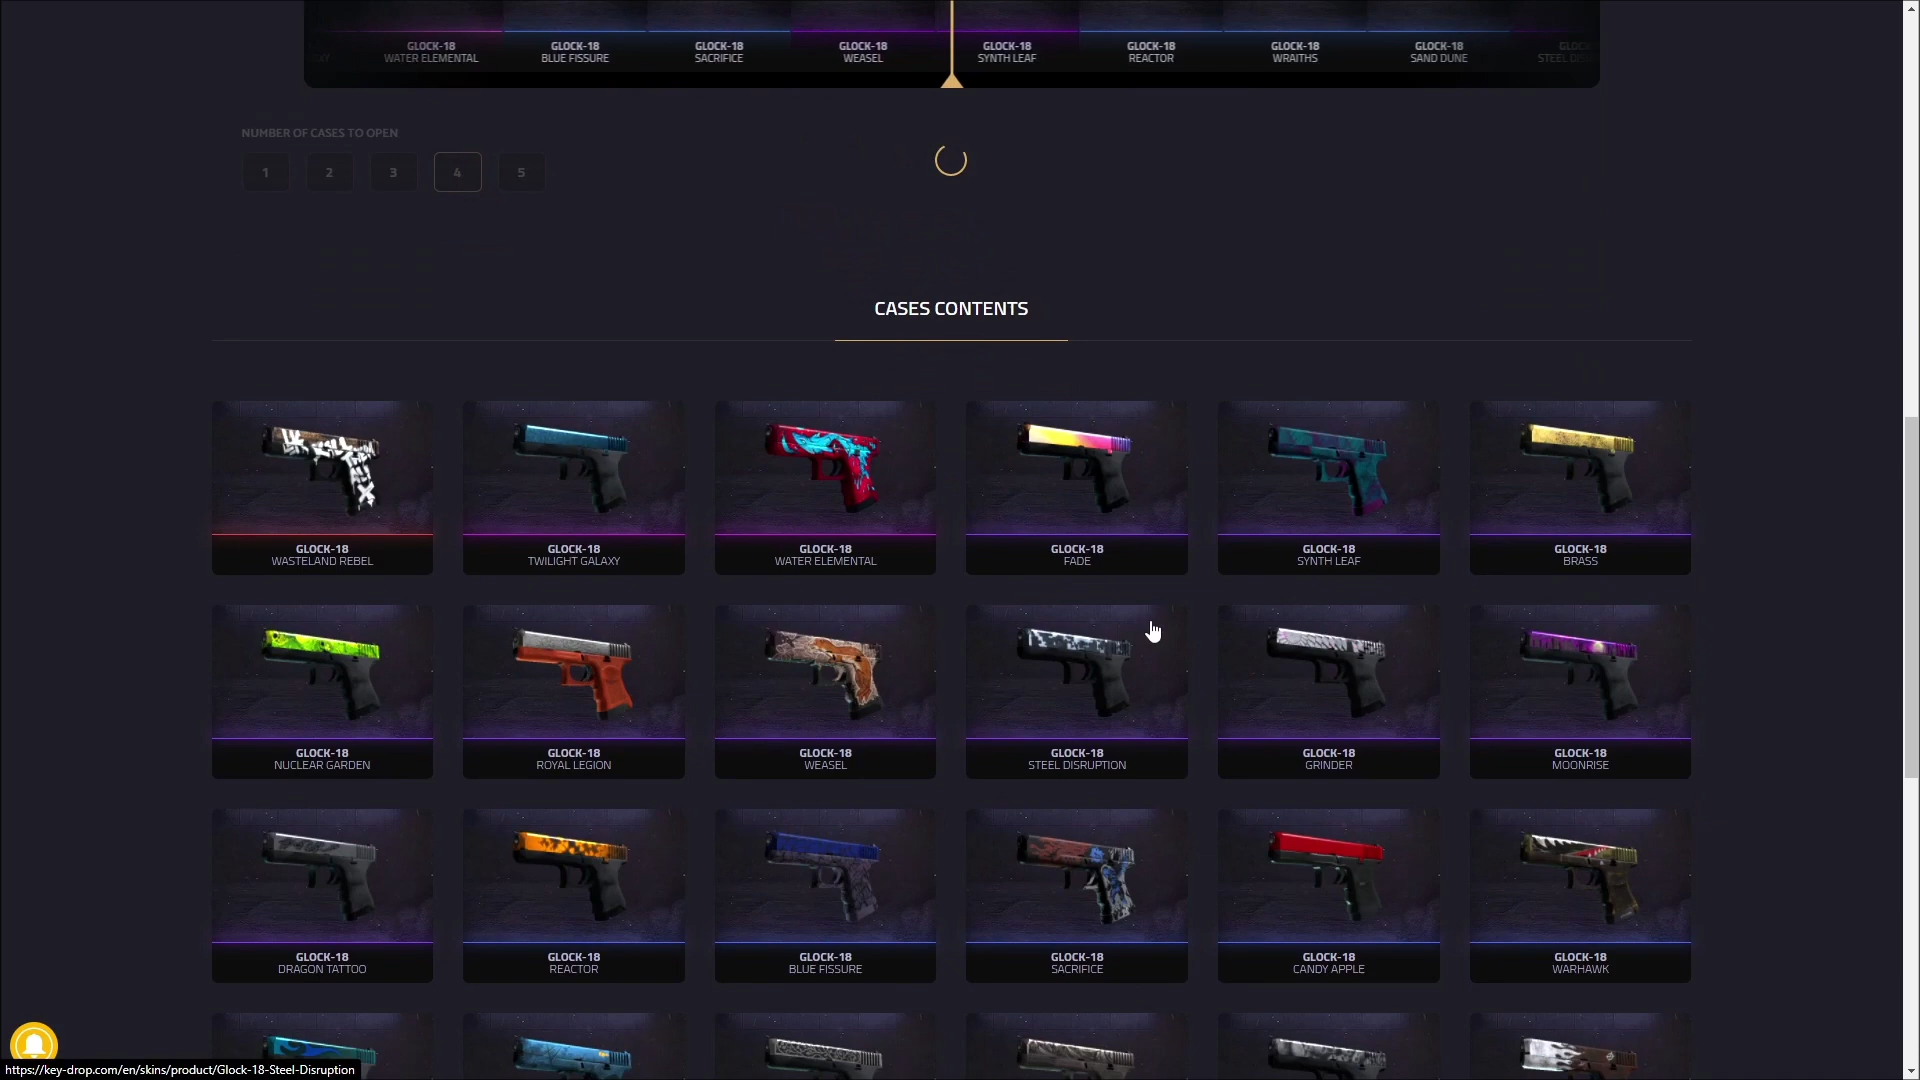 GLOCK-18 GLOCK-18 GLOCK-18 GLOCK-18 GLOCK-18 GLOCK-18 GLOCK-18 GLOCK-18
WATER ELEMENTAL BLUE FISSURE SACRIFICE WEASEL SYNTH LEAF REACTOR WRAITHS SAND DUNE
NUMBER OF CASES TO OPEN
1 2 3 4 5
CASES CONTENTS
GLOCK-18 GLOCK-18 GLOCK-18 GLOCK-18 GLOCK-18 GLOCK-18
WASTELAND REBEL TWILIGHT GALAXY WATER ELEMENTAL FADE SYNTH LEAF BRASS
GLOCK-18 GLOCK-18 GLOCK-18 GLOCK-18 GLOCK-18 GLOCK-18
NUCLEAR GARDEN ROYAL LEGION WEASEL STEEL DISRUPTION GRINDER MOONRISE
GLOCK-18 GLOCK-18 GLOCK-18 GLOCK-18 GLOCK-18 GLOCK-18
DRAGON TATTOO REACTOR BLUE FISSURE SACRIFICE CANDY APPLE WARHAWK
https://key-drop.com/en/skins/product/Glock-18-Steel-Disruption